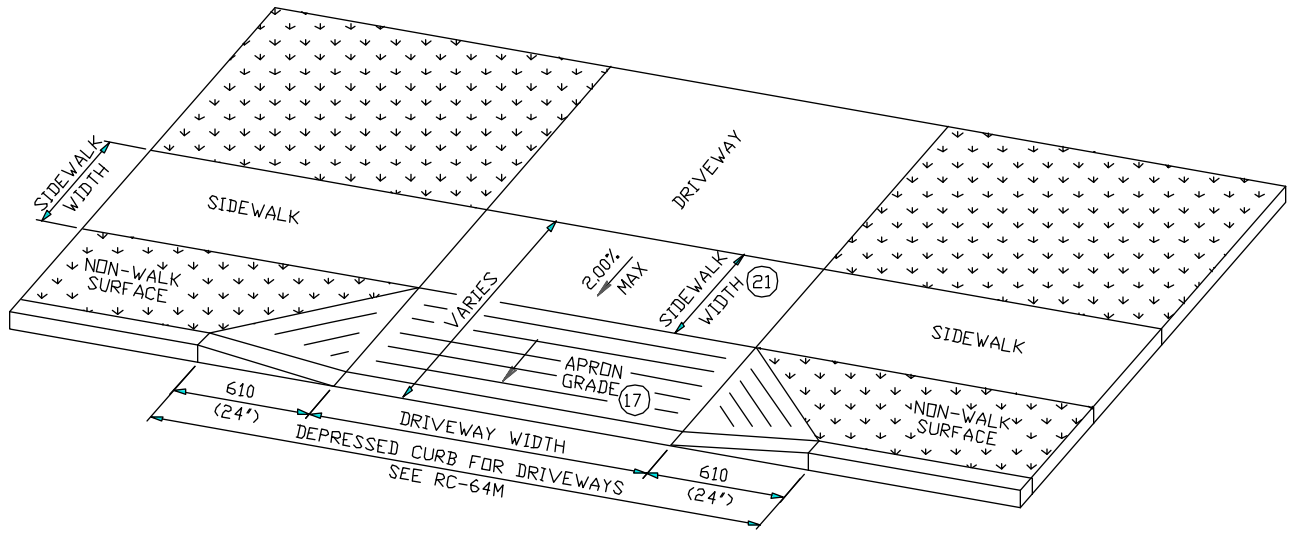 DRIVEWAY
SIDEWALK
WIDTH
SIDEWALK
NON-WALK
SURFACE
VARIES
2.00%
MAX
SIDEWALK
WIDTH
21
SIDEWALK
APRON
GRADE
17
NON-WALK
SURFACE
610
(24")
DRIVEWAY WIDTH
610
(24")
DEPRESSED CURB FOR DRIVEWAYS
SEE RC-64M